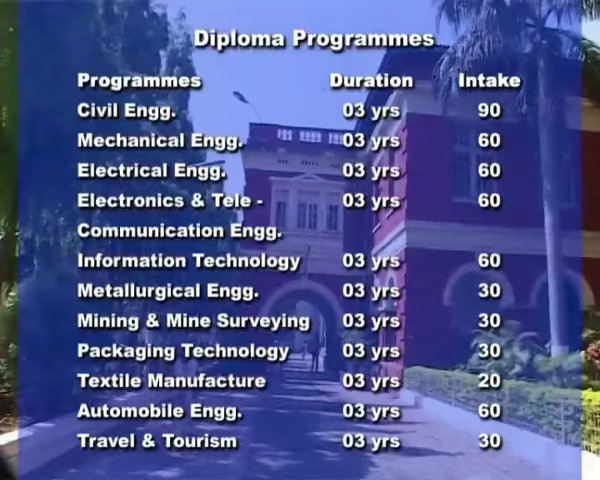 Diploma Programmes
Programmes Duration Intake
Civil Engg. 03 yrs 90
Mechanical Engg. 03 yrs 60
Electrical Engg. 03 yrs 60
Electronics & Tele - 03 yrs 60
Communication Engg.
Information Technology 03 yrs 60
Metallurgical Engg. 03 yrs 30
Mining & Mine Surveying 03 yrs 30
Packaging Technology 03 yrs 30
Textile Manufacture 03 yrs 20
Automobile Engg. 03 yrs 60
Travel & Tourism 03 yrs 30